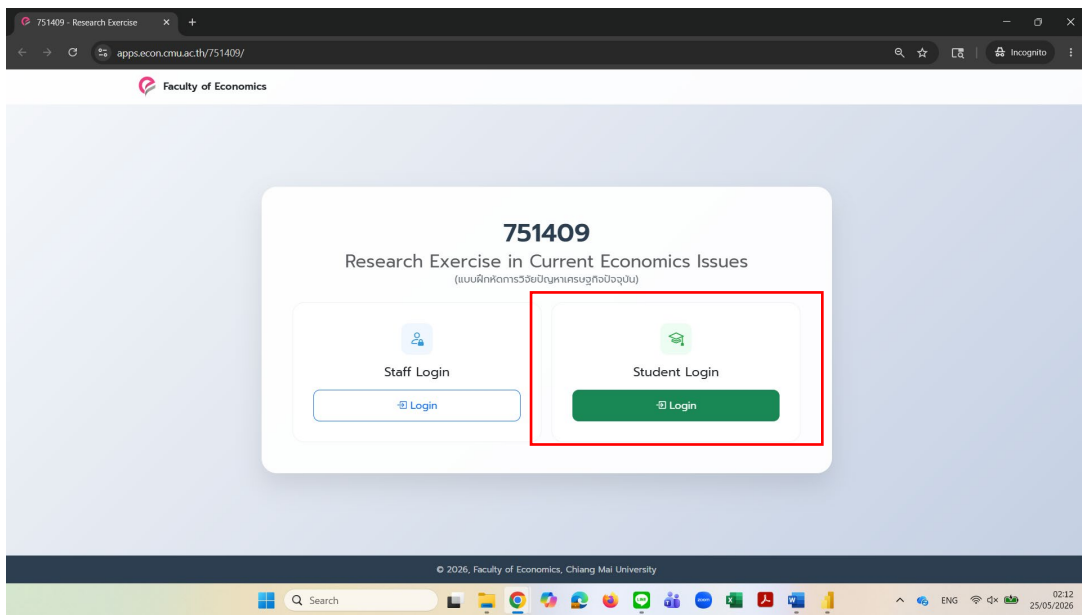 751409 - Research Exercise
apps.econ.cmu.ac.th/751409/
Incognito
Faculty of Economics
751409
Research Exercise in Current Economics Issues
(แบบฝึกหัดการวิจัยปัญหาเศรษฐกิจปัจจุบัน)
Staff Login
Login
Student Login
Login
© 2026, Faculty of Economics, Chiang Mai University
Search
ENG
02:12
25/05/2026